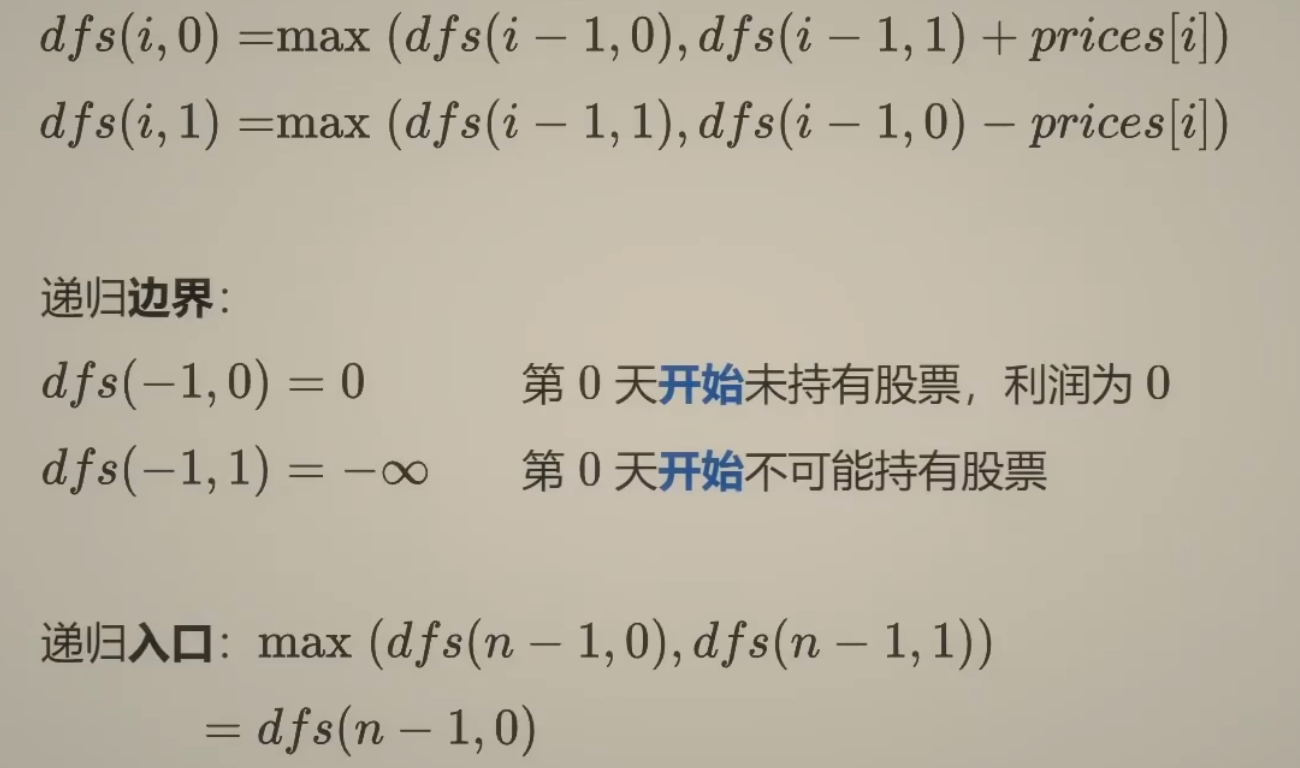 dfs(i, 0) =max (dfs(i − 1, 0), dfs(i − 1, 1) + prices[i])
dfs(i, 1) =max (dfs(i − 1, 1), dfs(i − 1, 0) − prices[i])
递归边界：
dfs(−1, 0) = 0 第 0 天开始未持有股票，利润为 0
dfs(−1, 1) = −∞ 第 0 天开始不可能持有股票
递归入口：max (dfs(n − 1, 0), dfs(n − 1, 1))
= dfs(n − 1, 0)